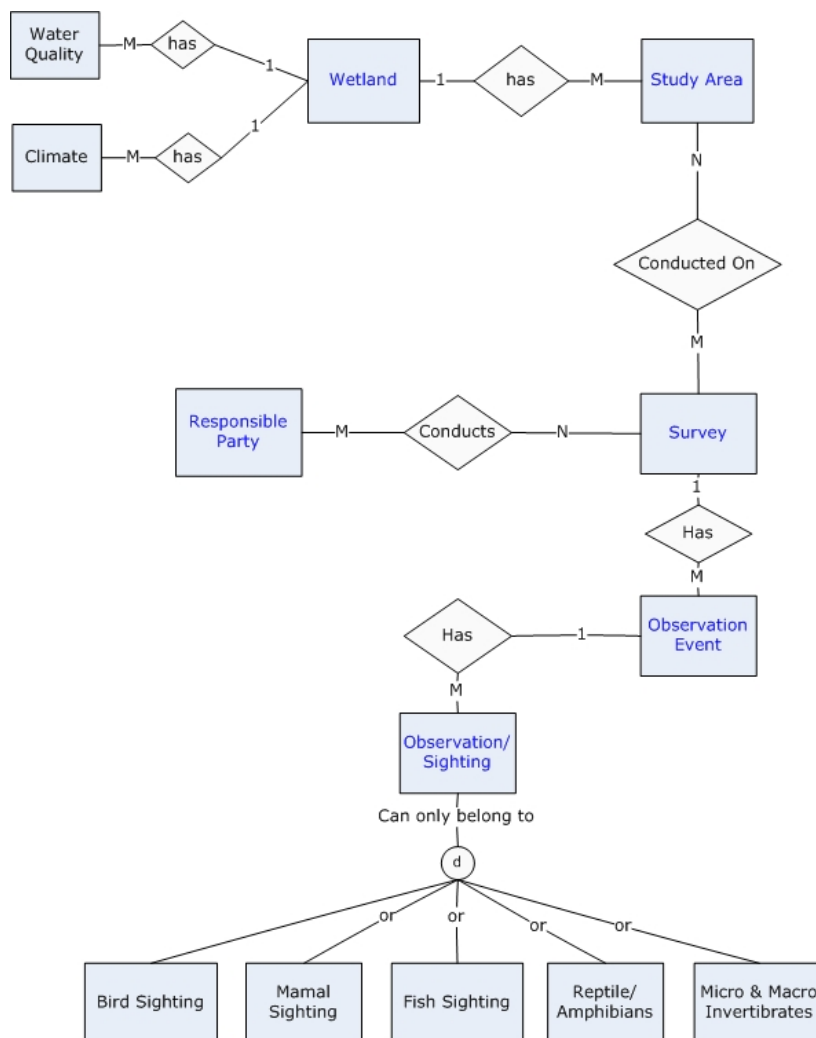 Water
Quality
M
has
1
Wetland
1
has
M
Study Area
Climate
M
has
1
N
Conducted On
M
Responsible
Party
M
Conducts
N
Survey
1
Has
M
Observation
Event
1
Has
M
Observation/
Sighting
Can only belong to
d
or
or
or
or
Bird Sighting
Mamal
Sighting
Fish Sighting
Reptile/
Amphibians
Micro & Macro
Invertibrates